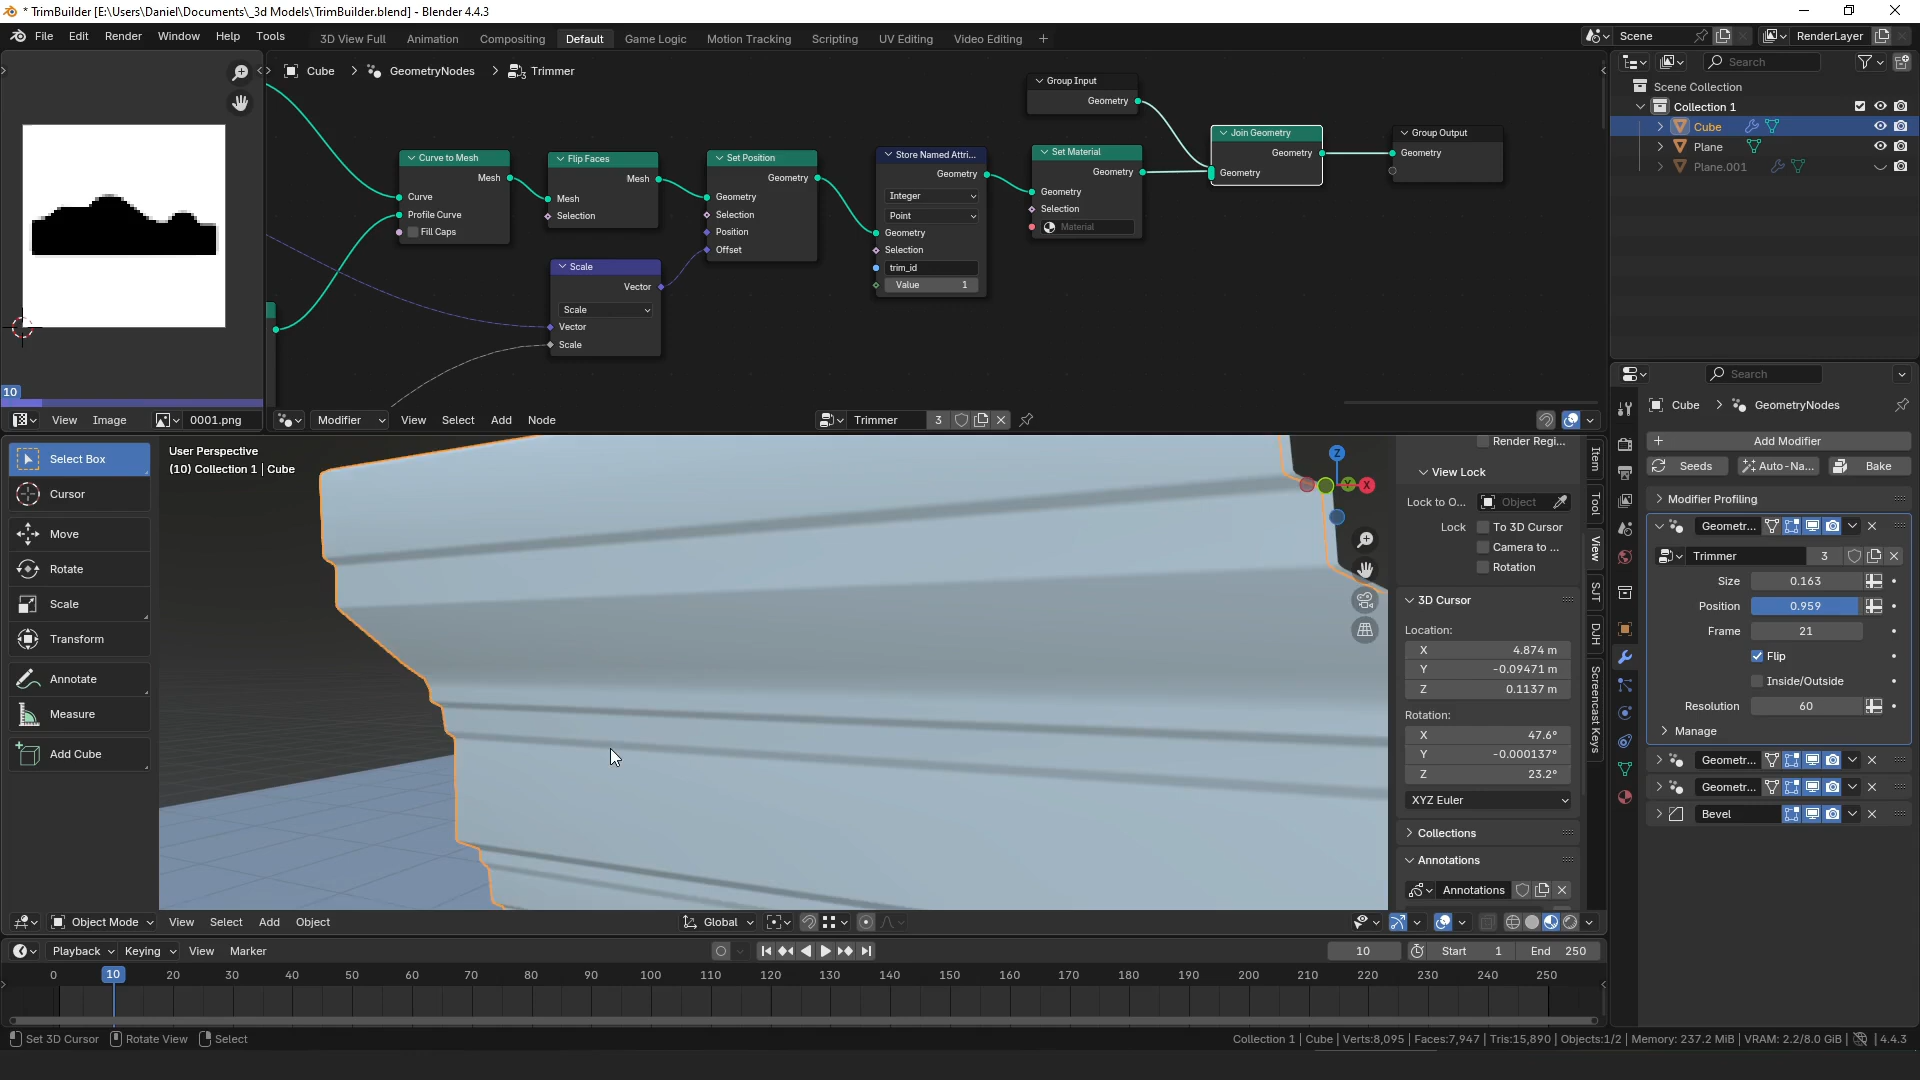 * TrimBuilder [E:\Users\Daniel\Documents\_3d Models\TrimBuilder.blend] - Blender 4.4.3
File Edit Render Window Help Tools 3D View Full Animation Compositing Default Game Logic Motion Tracking Scripting UV Editing Video Editing + Scene RenderLayer
Cube > GeometryNodes > Trimmer
Search
Scene Collection
Collection 1
Cube
Plane
Plane.001
Group Input
Geometry
Join Geometry
Geometry
Geometry
Group Output
Geometry
Curve to Mesh
Mesh
Curve
Profile Curve
Fill Caps
Flip Faces
Mesh
Mesh
Selection
Set Position
Geometry
Geometry
Selection
Position
Offset
Scale
Vector
Scale
Vector
Scale
Store Named Attri...
Geometry
Integer
Point
Geometry
Selection
trim_id
Value 1
Set Material
Geometry
Geometry
Selection
Material
10
View Image 0001.png
Modifier View Select Add Node Trimmer 3
Select Box
Cursor
Move
Rotate
Scale
Transform
Annotate
Measure
Add Cube
User Perspective
(10) Collection 1 | Cube
Z
Y
X
Render Regi...
View Lock
Lock to O... Object
Lock To 3D Cursor
Camera to ...
Rotation
3D Cursor
Location:
X 4.874 m
Y -0.09471 m
Z 0.1137 m
Rotation:
X 47.6°
Y -0.000137°
Z 23.2°
XYZ Euler
Collections
Annotations
Annotations
Item
Tool
View
SJT
DJH
Screencast Keys
Search
Cube > GeometryNodes
+ Add Modifier
Seeds Auto-Na... Bake
Modifier Profiling
Geometr...
Trimmer 3
Size 0.163
Position 0.959
Frame 21
Flip
Inside/Outside
Resolution 60
Manage
Geometr...
Geometr...
Bevel
Object Mode View Select Add Object Global
Playback Keying View Marker 10 Start 1 End 250
0 10 20 30 40 50 60 70 80 90 100 110 120 130 140 150 160 170 180 190 200 210 220 230 240 250
Set 3D Cursor Rotate View Select
Collection 1 | Cube | Verts:8,095 | Faces:7,947 | Tris:15,890 | Objects:1/2 | Memory: 237.2 MiB | VRAM: 2.2/8.0 GiB | 4.4.3